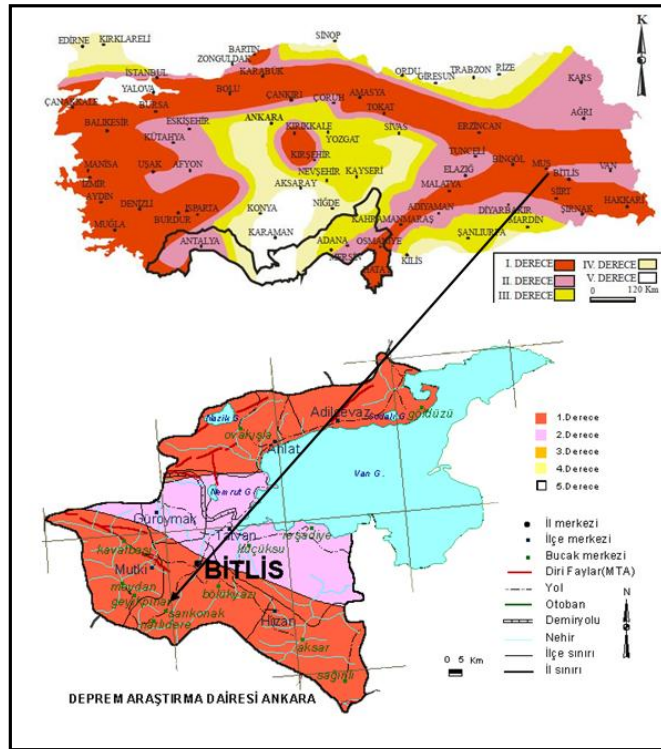 K
SİNOP
BARTIN
EDİRNE KIRKLARELİ
ZONGULDAK
KARABÜK
ORDU GİRESUN TRABZON RİZE
İSTANBUL
YALOVA
BOLU
ÇANKIRI
ÇORUH
AMASYA
TOKAT
KARS
ÇANAKKALE
BURSA
AĞRI
BALIKESİR
ESKİŞEHİR
ANKARA
KIRIKKALE
YOZGAT
SİVAS
ERZİNCAN
KÜTAHYA
KIRŞEHİR
TUNCELİ
BİNGÖL
MUŞ
BİTLİS
VAN
MANİSA
UŞAK
AFYON
NEVŞEHİR
KAYSERİ
ELAZIĞ
İZMİR
AKSARAY
MALATYA
SİİRT
HAKKARİ
AYDIN
DENİZLİ
ISPARTA
KONYA
NİĞDE
ADIYAMAN
DİYARBAKIR
ŞIRNAK
BURDUR
KAHRAMANMARAŞ
MARDİN
MUĞLA
ANTALYA
KARAMAN
ADANA
OSMANİYE
ŞANLIURFA
MERSİN
KİLİS
HATAY
I. DERECE
II. DERECE
III. DERECE
IV. DERECE
V. DERECE
0 120 Km
Nazik G.
Adilcevaz
Sodalı G.
göldüzü
ovakışla
Ahlat
Nemrut G
Van G.
Güroymak
Tatvan
reşadiye
kavakbaşı
küçüksu
Mutki
BİTLİS
meydan
bölükyazı
geyikpınar
sarıkonak
narlıdere
Hizan
aksar
sağınlı
1.Derece
2.Derece
3.Derece
4.Derece
5.Derece
İl merkezi
İlçe merkezi
Bucak merkezi
Diri Faylar(MTA)
Yol
Otoban
Demiryolu
Nehir
İlçe sınırı
İl sınırı
N
0 5 Km
DEPREM ARAŞTIRMA DAİRESİ ANKARA